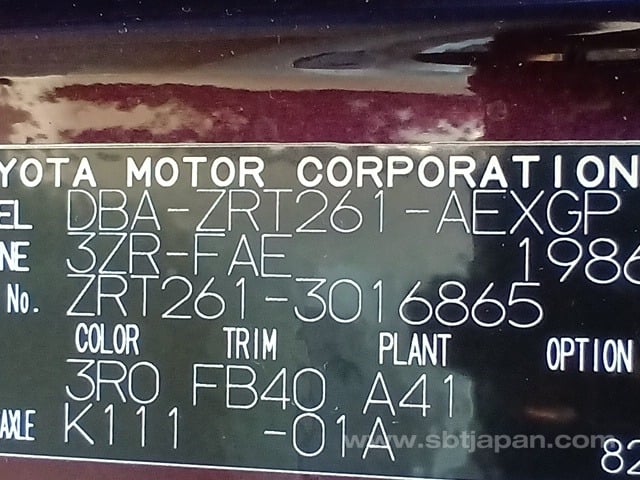 YOTA MOTOR CORPORATION
EL DBA-ZRT261-AEXGP
NE 3ZR-FAE 1986
No. ZRT261-3016865
COLOR TRIM PLANT OPTION
3R0 FB40 A41
AXLE K111 -01A
www.sbtjapan.com
82